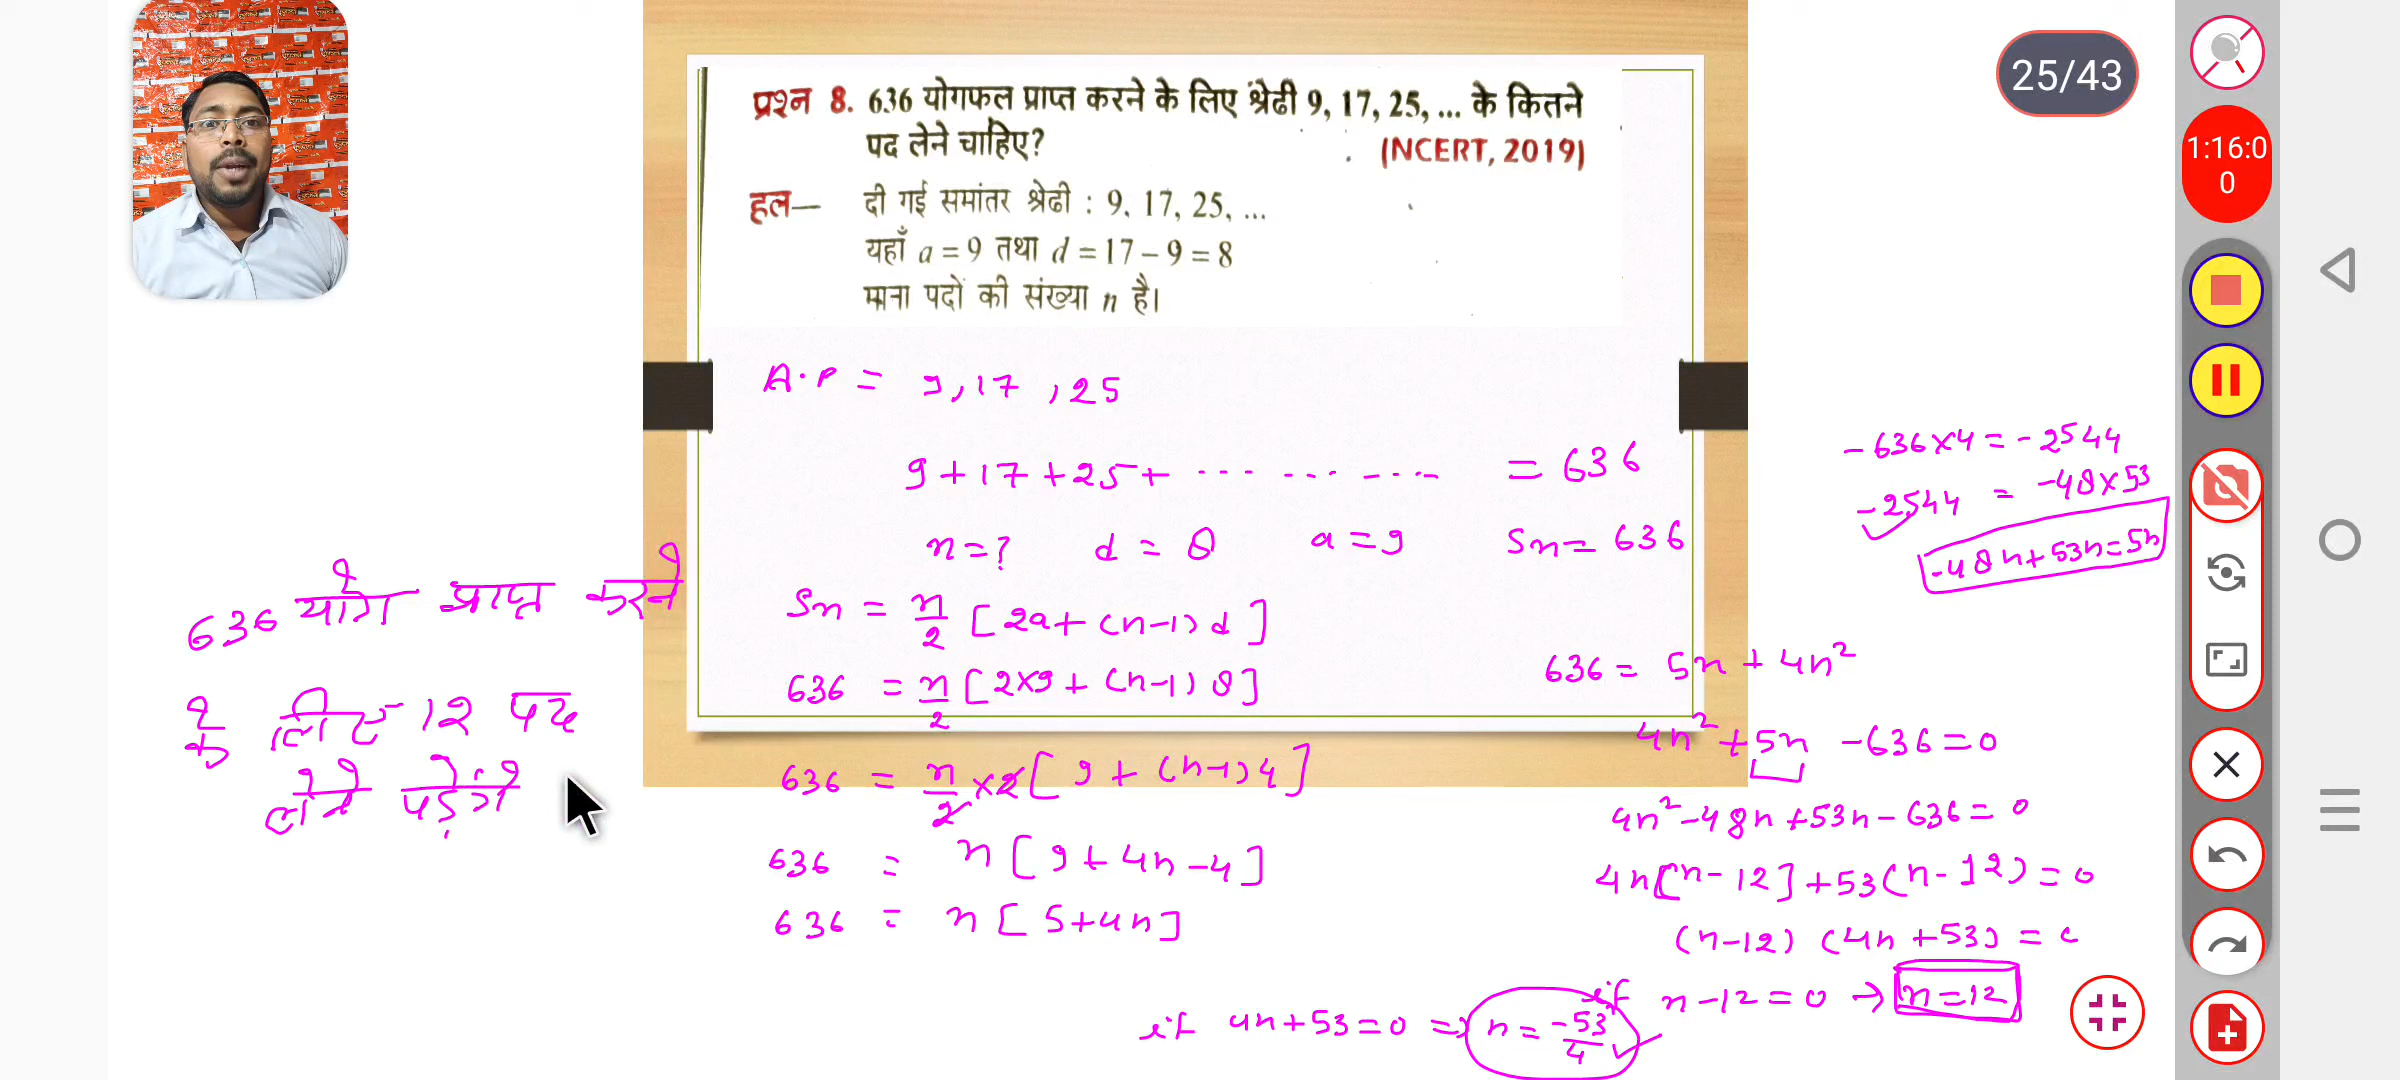 25/43
1:16:0
0
प्रश्न 8. 636 योगफल प्राप्त करने के लिए श्रेढी 9, 17, 25, ... के कितने
पद लेने चाहिए?
(NCERT, 2019)
हल— दी गई समांतर श्रेढी : 9, 17, 25, ...
यहाँ a = 9 तथा d = 17 – 9 = 8
माना पदों की संख्या n है।
A.P = 9, 17, 25
9 + 17 + 25 + ... ... ... = 636
n = ? d = 8 a = 9 Sn = 636
Sn = n/2 [2a + (n-1) d]
636 = n/2 [2×9 + (n-1) 8]
636 = n/2 ×2 [9 + (n-1) 4]
636 = n [9 + 4n - 4]
636 = n [5 + 4n]
-636×4 = -2544
-2544 = -48×53
-48n + 53n = 5n
636 = 5n + 4n²
4n² + 5n - 636 = 0
4n² - 48n + 53n - 636 = 0
4n [n - 12] + 53 (n - 12) = 0
(n-12) (4n + 53) =
if n - 12 = 0 → n = 12
if 4n + 53 = 0 ⇒ n = -53/4
636 योग प्राप्त करने
के लिए 12 पद
लेने पड़ेंगे